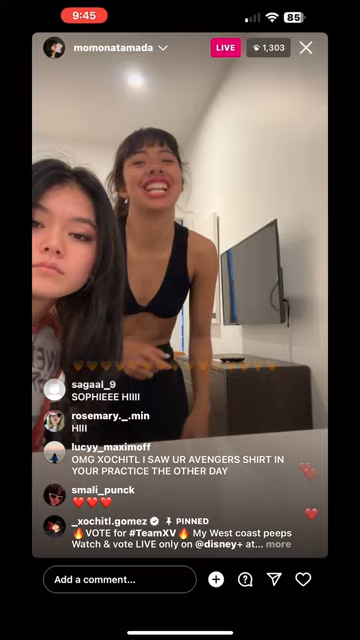 9:45
85
momonatamada
LIVE
1,303
sagaai_9
SOPHIEEE HIIII
rosemary._.min
HIII
lucyy_maximoff
OMG XOCHITL I SAW UR AVENGERS SHIRT IN
YOUR PRACTICE THE OTHER DAY
smali_punck
❤️❤️❤️
_xochitl.gomez PINNED
🔥VOTE for #TeamXV🔥 My West coast peeps
Watch & vote LIVE only on @disney+ at... more
Add a comment...